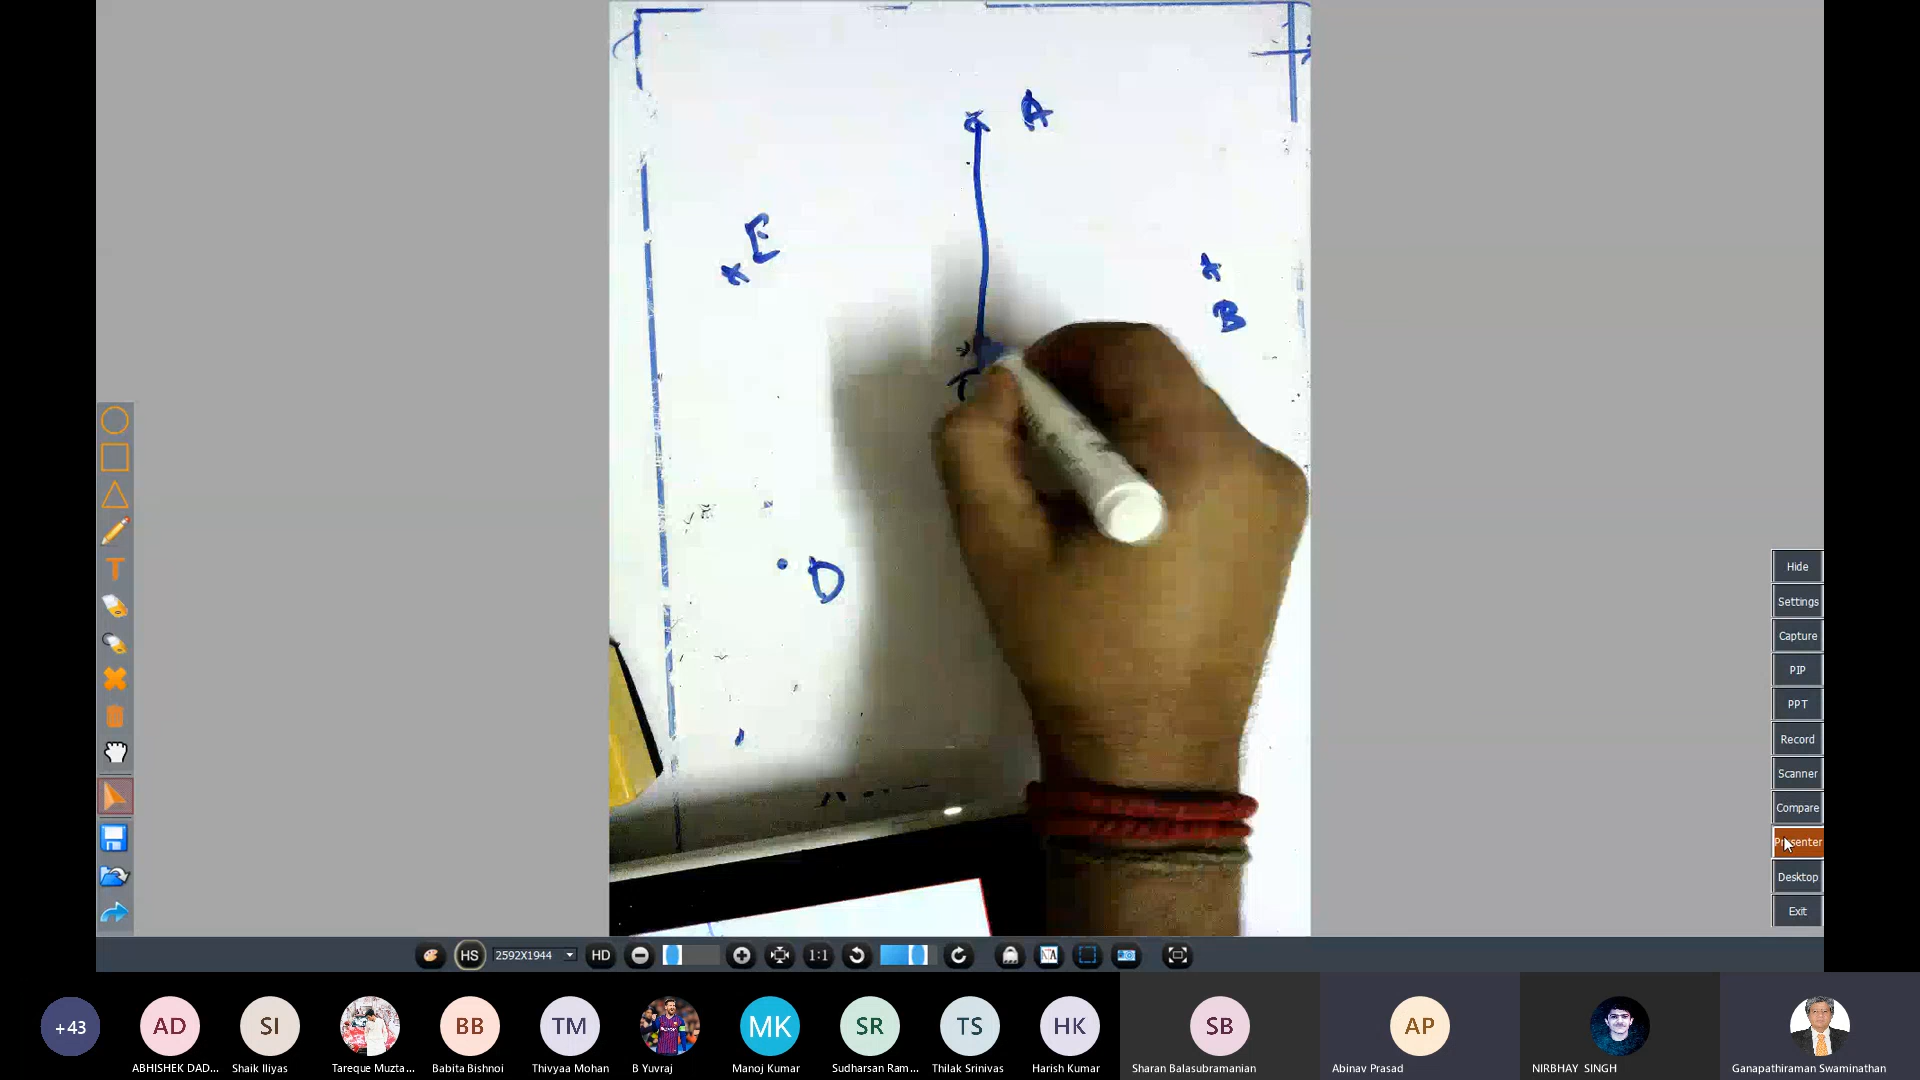 A
E
B
D
T
Hide
Settings
Capture
PIP
PPT
Record
Scanner
Compare
Presenter
Desktop
Exit
HS 2592X1944 HD 1:1
+43 AD SI BB TM MK SR TS HK SB AP
ABHISHEK DAD... Shaik Iliyas Tareque Muzta... Babita Bishnoi Thivyaa Mohan B Yuvraj Manoj Kumar Sudharsan Ram... Thilak Srinivas Harish Kumar Sharan Balasubramanian Abinav Prasad NIRBHAY SINGH Ganapathiraman Swaminathan